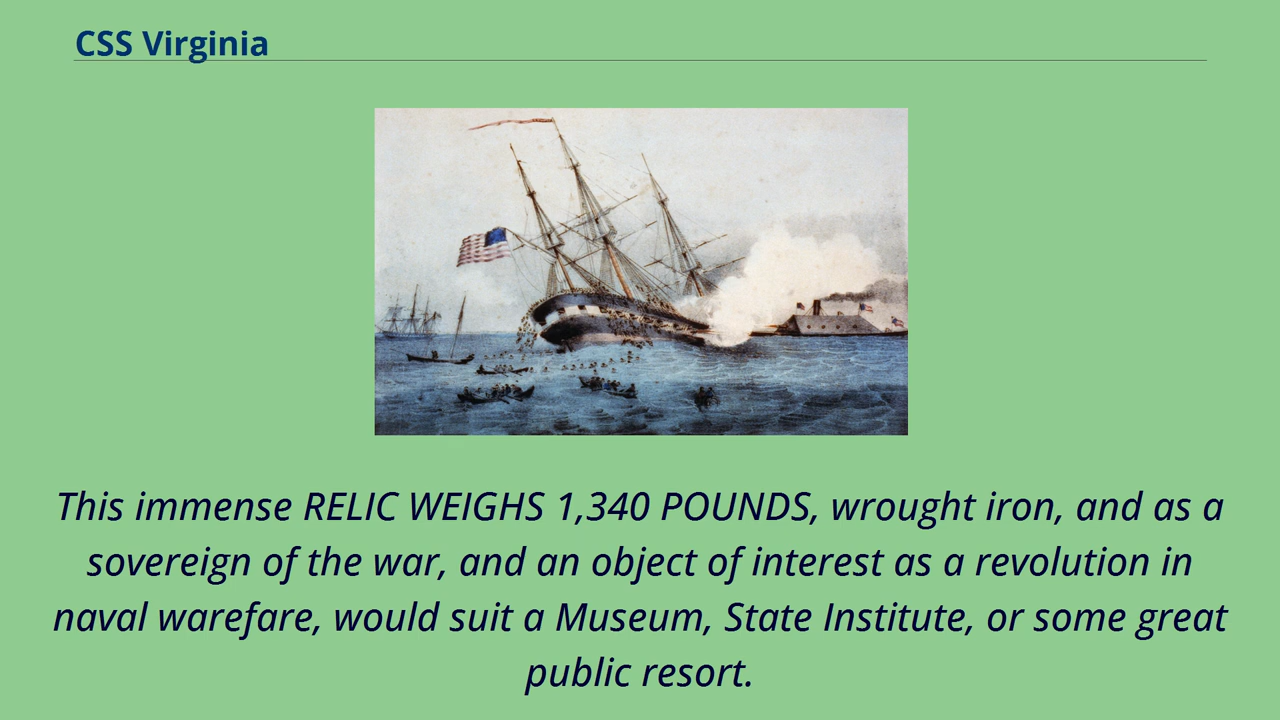 CSS Virginia
This immense RELIC WEIGHS 1,340 POUNDS, wrought iron, and as a
sovereign of the war, and an object of interest as a revolution in
naval warefare, would suit a Museum, State Institute, or some great
public resort.